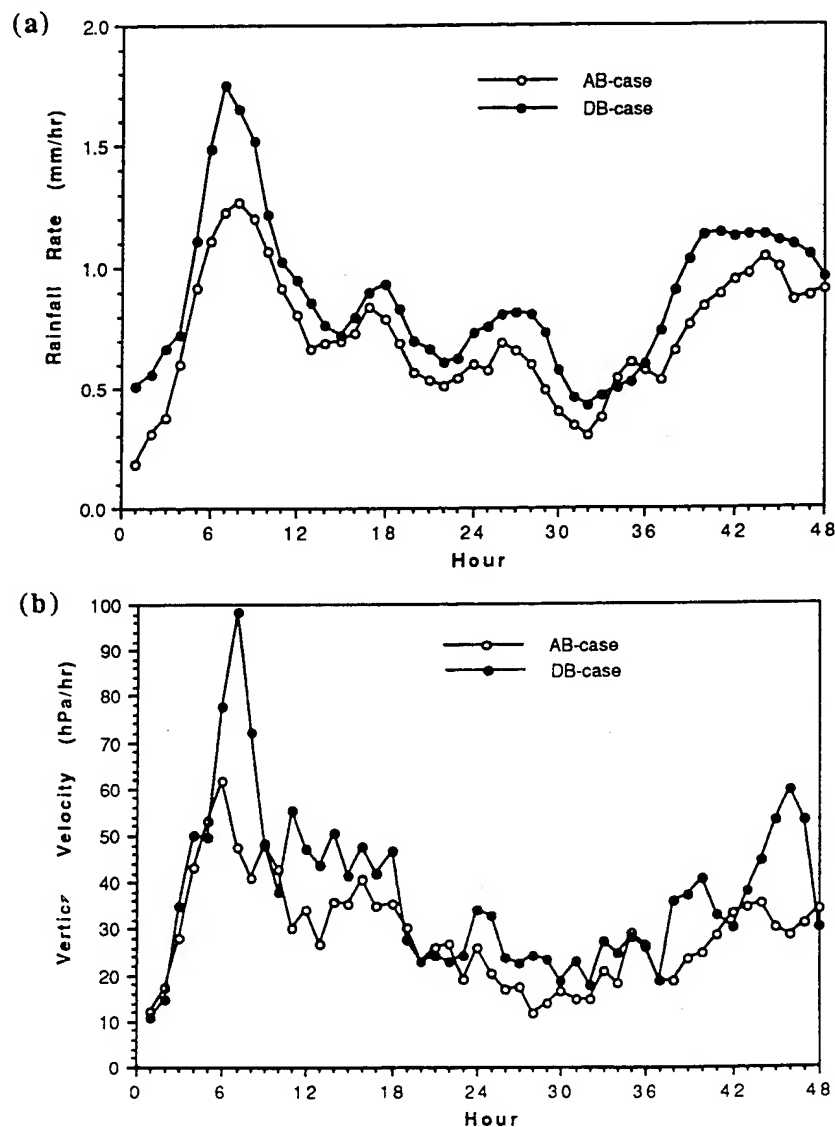 (a)
2.0
1.5
1.0
0.5
0.0
Rainfall Rate (mm/hr)
AB-case
DB-case
0 6 12 18 24 30 36 42 48
Hour
(b)
100
90
80
70
60
50
40
30
20
10
0
Velocity (hPa/hr)
AB-case
DB-case
0 6 12 18 24 30 36 42 48
Hour